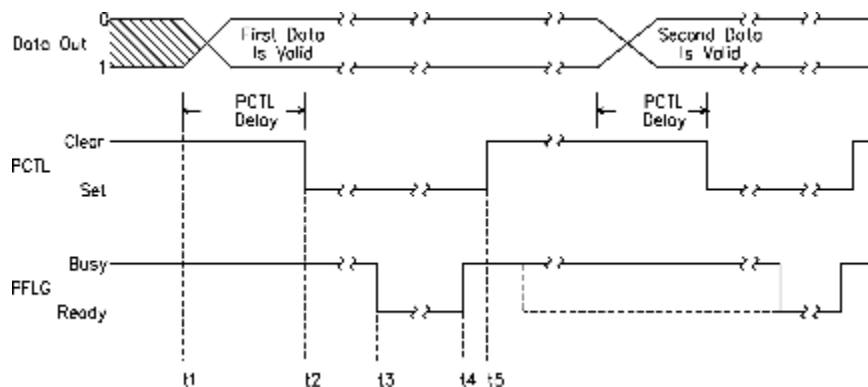 0
Data Out
1
First Data
Is Valid
Second Data
Is Valid
PCTL
Delay
PCTL
Delay
PCTL
Clear
Set
PFLG
Busy
Ready
t1
t2
t3
t4
t5